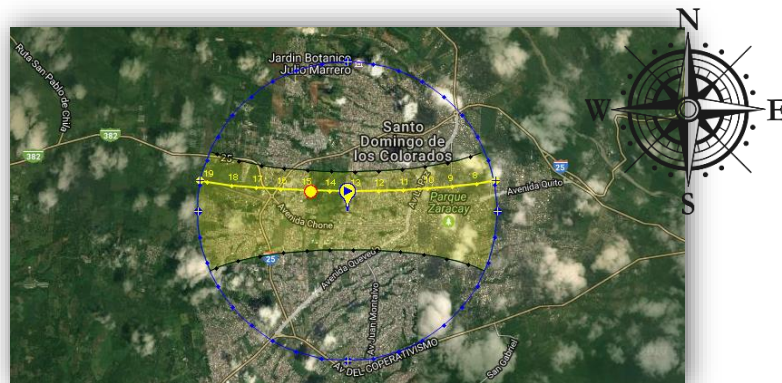 N
W
E
S
Jardin Botanico
Julio Marrero
Ruta San Pablo de Chila
382
382
Santo
Domingo de
los Colorados
25
25
19 18 17 16 15 14 13 12 11 10 9 8
Avenida Quito
Parque
Zaracay
Avenida Chone
25
Avenida Quevedo
Av Juan Montalvo
Av DEL COPERATIVISMO
San Gabriel